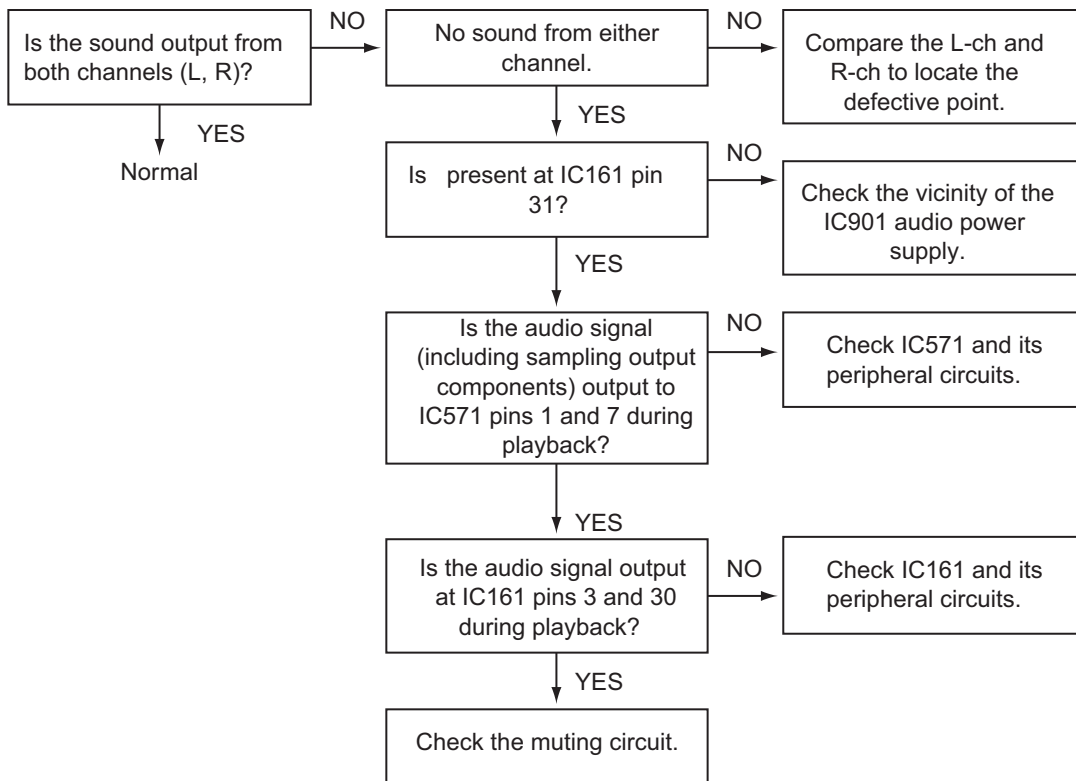 Is the sound output from
both channels (L, R)?
NO
No sound from either
channel.
NO
Compare the L-ch and
R-ch to locate the
defective point.
YES
Normal
YES
Is present at IC161 pin
31?
NO
Check the vicinity of the
IC901 audio power
supply.
YES
Is the audio signal
(including sampling output
components) output to
IC571 pins 1 and 7 during
playback?
NO
Check IC571 and its
peripheral circuits.
YES
Is the audio signal output
at IC161 pins 3 and 30
during playback?
NO
Check IC161 and its
peripheral circuits.
YES
Check the muting circuit.